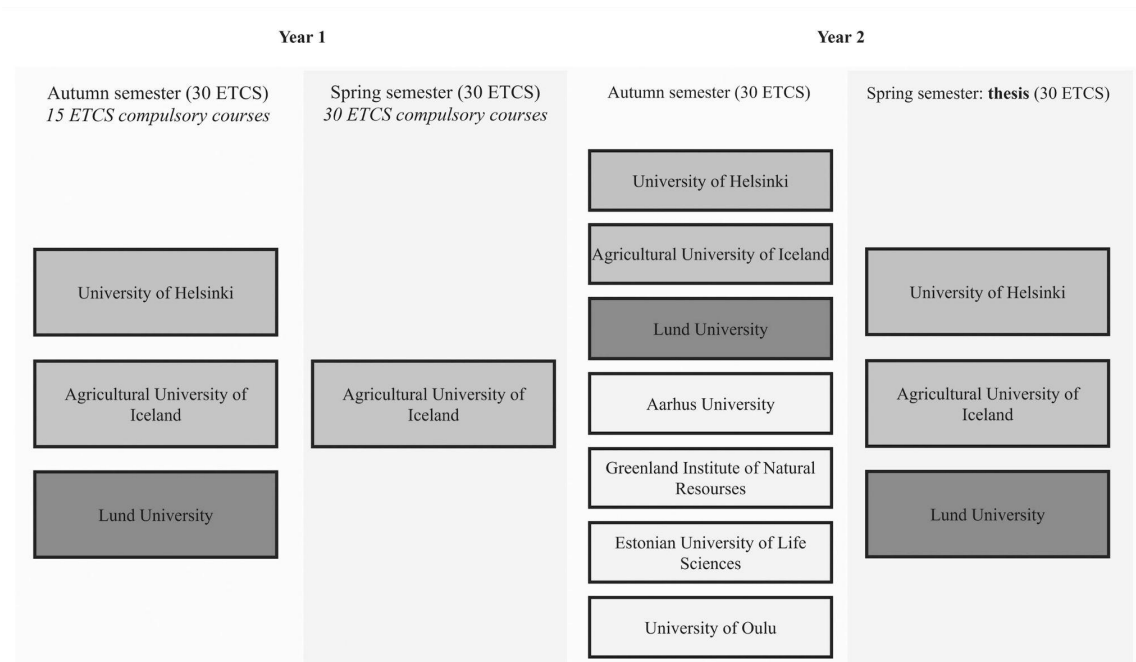 Year 1
Year 2
Autumn semester (30 ETCS)
15 ETCS compulsory courses
University of Helsinki
Agricultural University of
Iceland
Lund University
Spring semester (30 ETCS)
30 ETCS compulsory courses
Agricultural University of
Iceland
Autumn semester (30 ETCS)
University of Helsinki
Agricultural University of Iceland
Lund University
Aarhus University
Greenland Institute of Natural
Resourses
Estonian University of Life
Sciences
University of Oulu
Spring semester: thesis (30 ETCS)
University of Helsinki
Agricultural University of
Iceland
Lund University